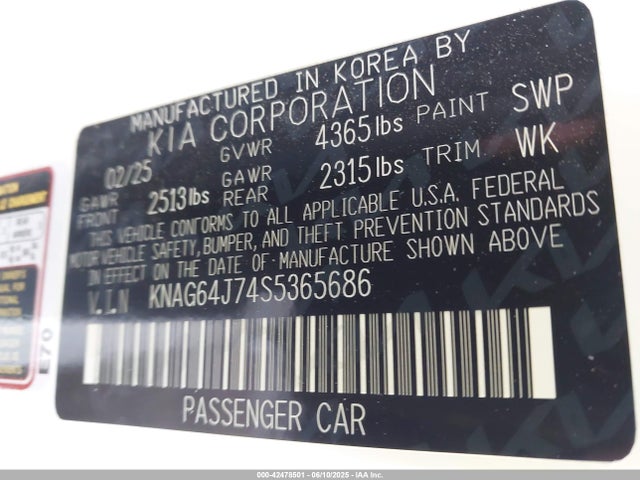 MANUFACTURED IN KOREA BY
KIA CORPORATION
02/25 GVWR 4365 lbs PAINT SWP
GAWR FRONT 2513 lbs GAWR REAR 2315 lbs TRIM WK
THIS VEHICLE CONFORMS TO ALL APPLICABLE U.S.A. FEDERAL
MOTOR VEHICLE SAFETY, BUMPER, AND THEFT PREVENTION STANDARDS
IN EFFECT ON THE DATE OF MANUFACTURE SHOWN ABOVE
V.I.N KNAG64J74S5365686
PASSENGER CAR
70
000-42478501 - 06/10/2025 - IAA Inc.